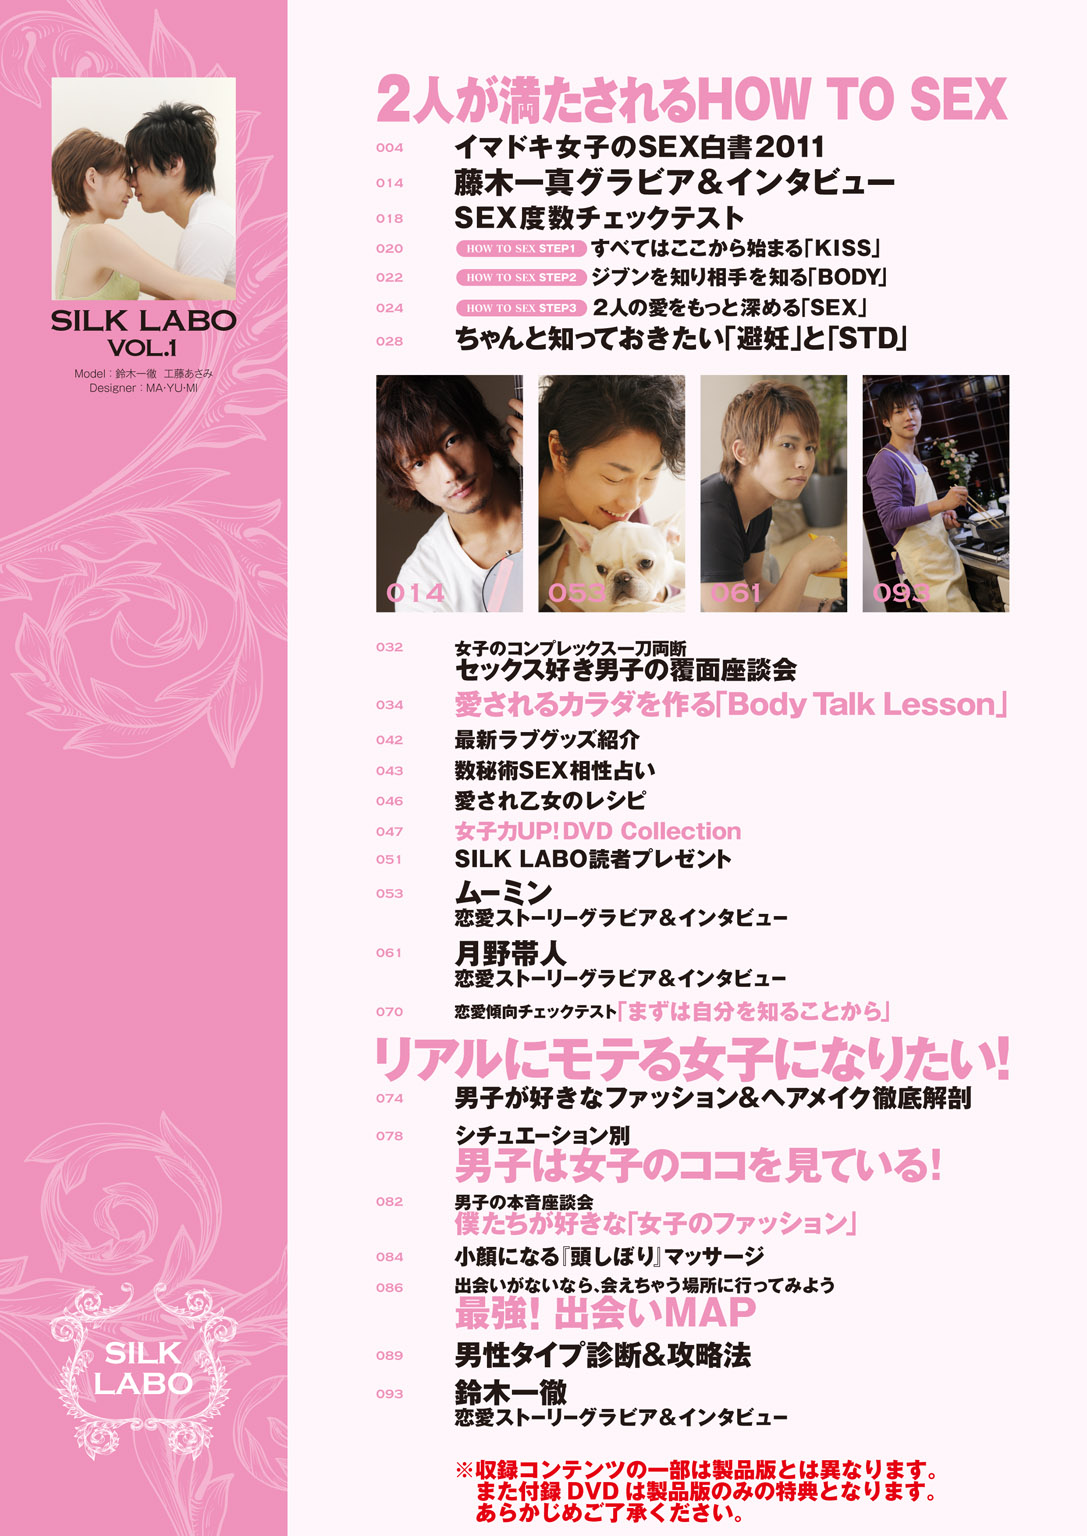 SILK LABO
VOL.1
Model：鈴木一徹　工藤あさみ
Designer：MA・YU・MI
2人が満たされるHOW TO SEX
004 イマドキ女子のSEX白書2011
014 藤木一真グラビア＆インタビュー
018 SEX度数チェックテスト
020 HOW TO SEX STEP1 すべてはここから始まる「KISS」
022 HOW TO SEX STEP2 ジブンを知り相手を知る「BODY」
024 HOW TO SEX STEP3 2人の愛をもっと深める「SEX」
028 ちゃんと知っておきたい「避妊」と「STD」
014 053 061 093
032 女子のコンプレックス一刀両断
セックス好き男子の覆面座談会
034 愛されるカラダを作る「Body Talk Lesson」
042 最新ラブグッズ紹介
043 数秘術SEX相性占い
046 愛され乙女のレシピ
047 女子力UP！DVD Collection
051 SILK LABO読者プレゼント
053 ムーミン
恋愛ストーリーグラビア＆インタビュー
061 月野帯人
恋愛ストーリーグラビア＆インタビュー
070 恋愛傾向チェックテスト「まずは自分を知ることから」
リアルにモテる女子になりたい！
074 男子が好きなファッション＆ヘアメイク徹底解剖
078 シチュエーション別
男子は女子のココを見ている！
082 男子の本音座談会
僕たちが好きな「女子のファッション」
084 小顔になる『頭しぼり』マッサージ
086 出会いがないなら、会えちゃう場所に行ってみよう
最強！ 出会いMAP
089 男性タイプ診断＆攻略法
093 鈴木一徹
恋愛ストーリーグラビア＆インタビュー
SILK
LABO
※収録コンテンツの一部は製品版とは異なります。
また付録 DVD は製品版のみの特典となります。
あらかじめご了承ください。